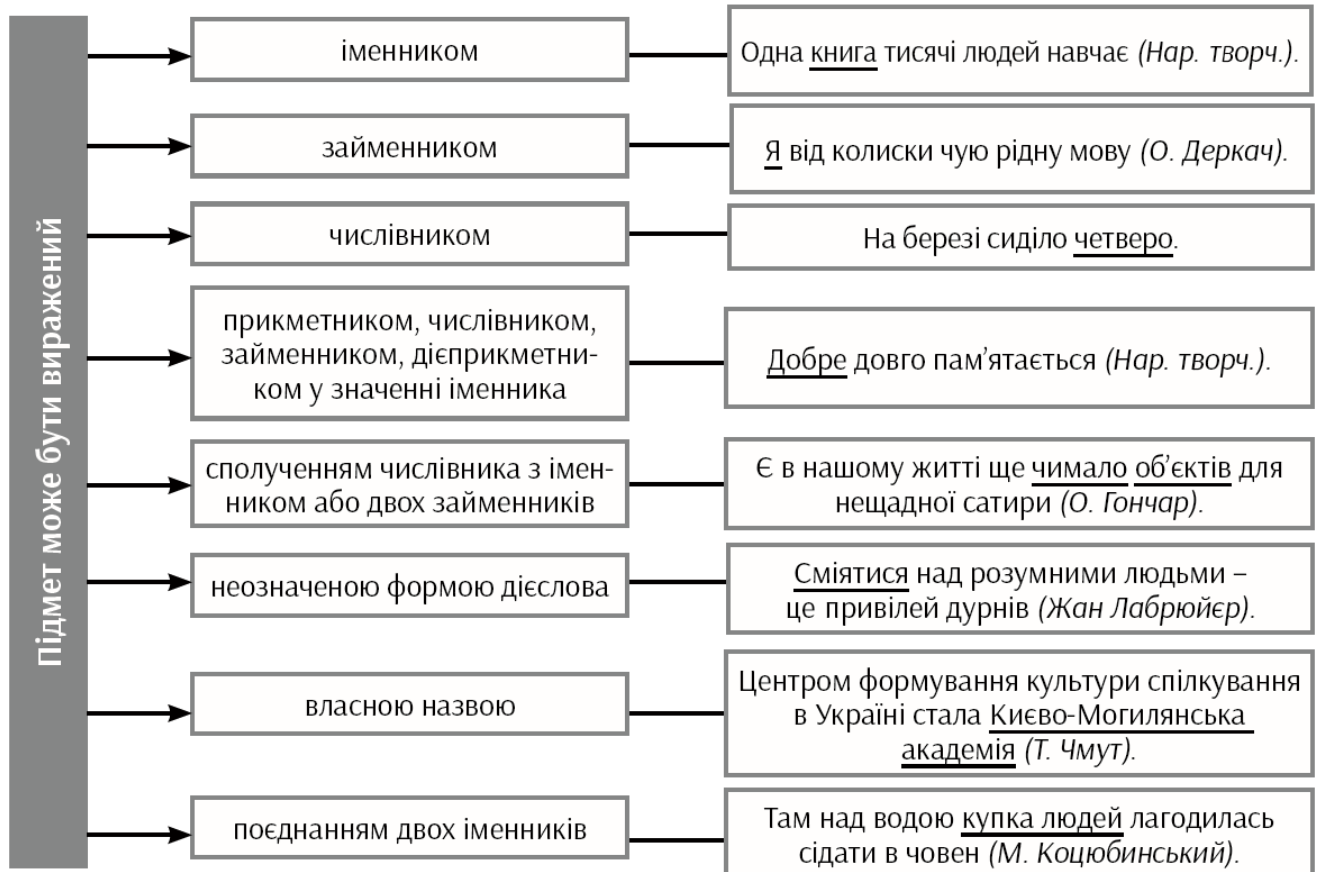 Підмет може бути виражений
іменником
Одна книга тисячі людей навчає (Нар. творч.).
займенником
Я від колиски чую рідну мову (О. Деркач).
числівником
На березі сиділо четверо.
прикметником, числівником,
займенником, дієприкметни-
ком у значенні іменника
Добре довго пам’ятається (Нар. творч.).
сполученням числівника з імен-
ником або двох займенників
Є в нашому житті ще чимало об’єктів для
нещадної сатири (О. Гончар).
неозначеною формою дієслова
Сміятися над розумними людьми –
це привілей дурнів (Жан Лабрюйєр).
власною назвою
Центром формування культури спілкування
в Україні стала Києво-Могилянська
академія (Т. Чмут).
поєднанням двох іменників
Там над водою купка людей лагодилась
сідати в човен (М. Коцюбинський).